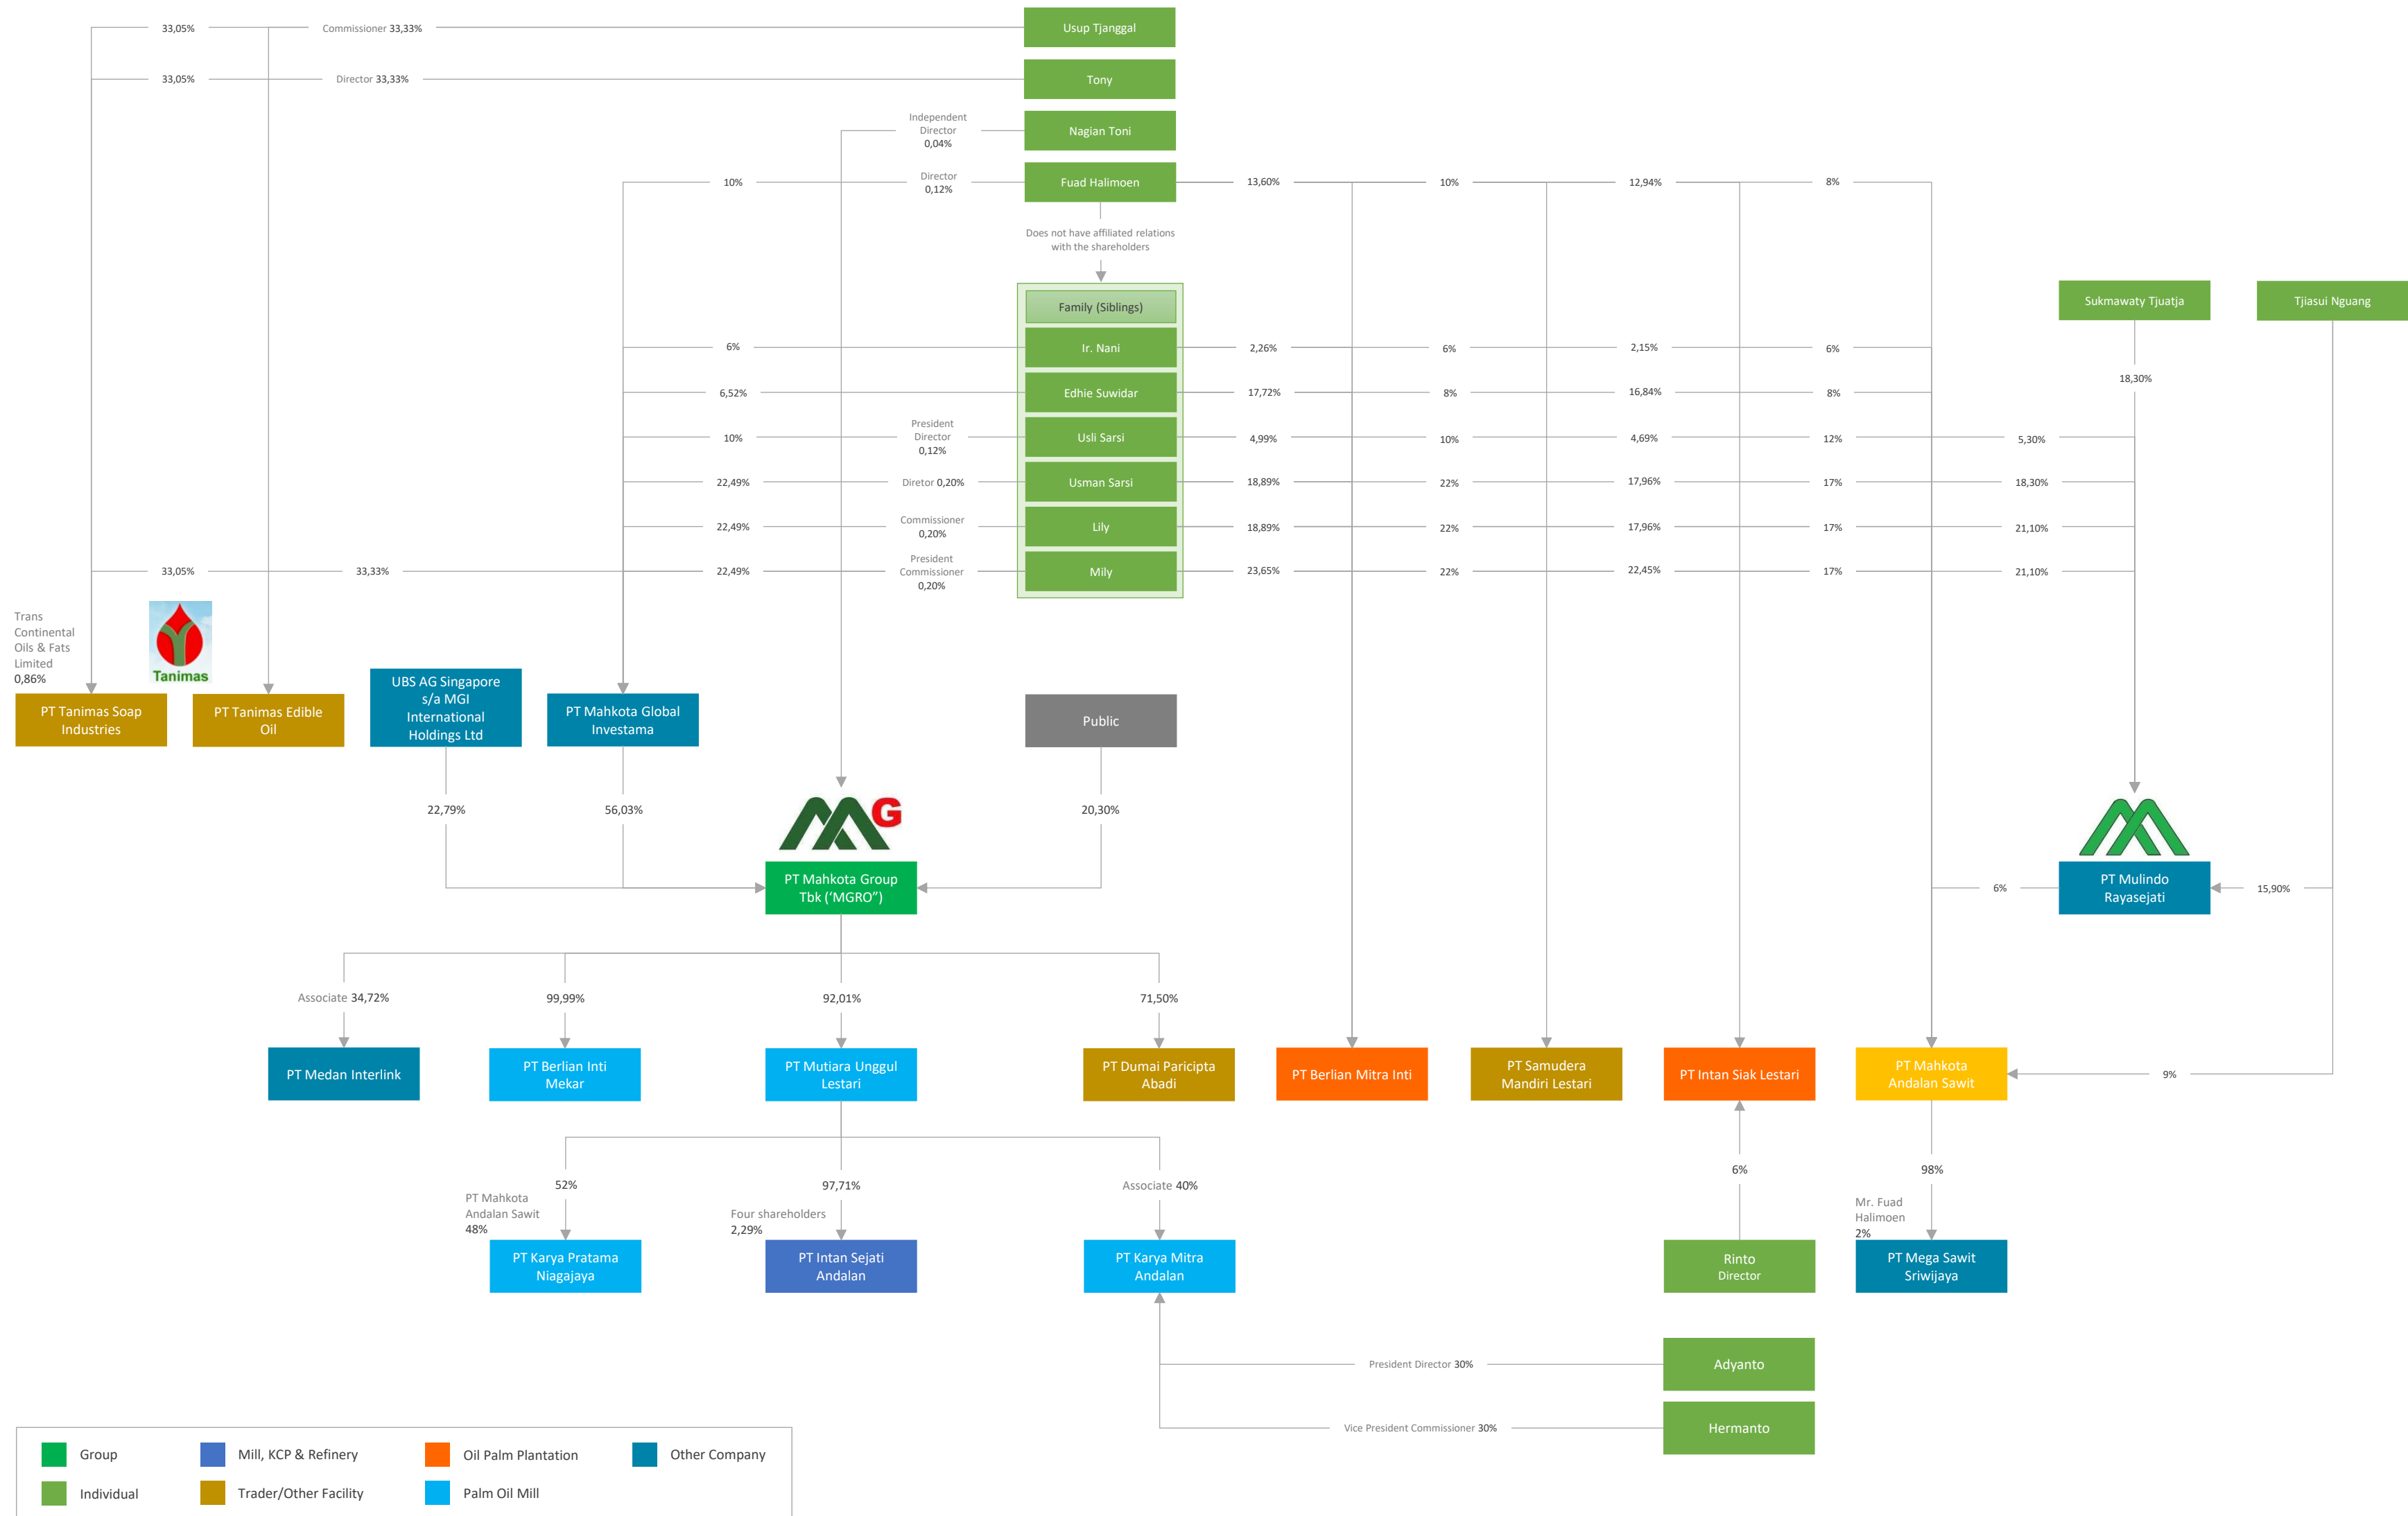 33,05%
Commissioner 33,33%
Usup Tjanggal
33,05%
Director 33,33%
Tony
Independent
Director
0,04%
Nagian Toni
10%
Director
0,12%
Fuad Halimoen
13,60%
10%
12,94%
8%
Does not have affiliated relations
with the shareholders
Family (Siblings)
Sukmawaty Tjuatja
Tjiasui Nguang
6%
Ir. Nani
2,26%
6%
2,15%
6%
18,30%
6,52%
Edhie Suwidar
17,72%
8%
16,84%
8%
10%
President
Director
0,12%
Usli Sarsi
4,99%
10%
4,69%
12%
5,30%
22,49%
Diretor 0,20%
Usman Sarsi
18,89%
22%
17,96%
17%
18,30%
22,49%
Commissioner
0,20%
Lily
18,89%
22%
17,96%
17%
21,10%
33,05%
33,33%
22,49%
President
Commissioner
0,20%
Mily
23,65%
22%
22,45%
17%
21,10%
Trans
Continental
Oils & Fats
Limited
0,86%
Tanimas
PT Tanimas Soap
Industries
PT Tanimas Edible
Oil
UBS AG Singapore
s/a MGI
International
Holdings Ltd
PT Mahkota Global
Investama
Public
22,79%
56,03%
20,30%
G
PT Mahkota Group
Tbk (‘MGRO”)
6%
PT Mulindo
Rayasejati
15,90%
Associate 34,72%
99,99%
92,01%
71,50%
PT Medan Interlink
PT Berlian Inti
Mekar
PT Mutiara Unggul
Lestari
PT Dumai Paricipta
Abadi
PT Berlian Mitra Inti
PT Samudera
Mandiri Lestari
PT Intan Siak Lestari
PT Mahkota
Andalan Sawit
9%
52%
PT Mahkota
Andalan Sawit
48%
97,71%
Four shareholders
2,29%
Associate 40%
6%
98%
Mr. Fuad
Halimoen
2%
PT Karya Pratama
Niagajaya
PT Intan Sejati
Andalan
PT Karya Mitra
Andalan
Rinto
Director
PT Mega Sawit
Sriwijaya
President Director 30%
Adyanto
Vice President Commissioner 30%
Hermanto
Group
Mill, KCP & Refinery
Oil Palm Plantation
Other Company
Individual
Trader/Other Facility
Palm Oil Mill